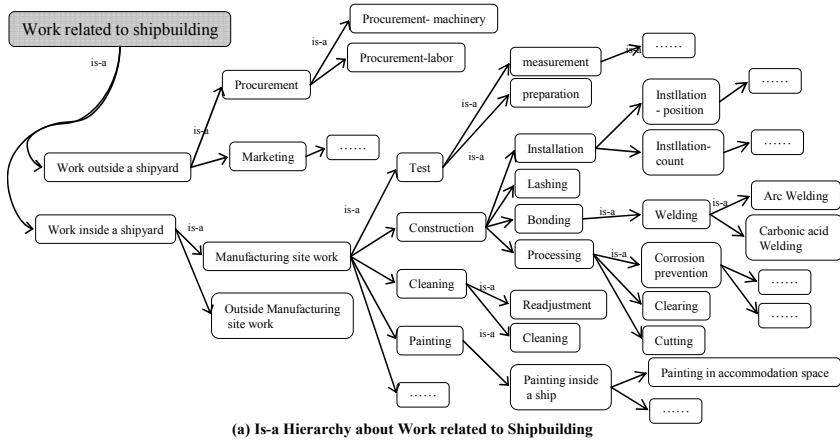 Work related to shipbuilding
is-a
Procurement- machinery
is-a
Procurement-labor
Procurement
is-a
Marketing
......
Work outside a shipyard
Work inside a shipyard
is-a
Manufacturing site work
Outside Manufacturing
site work
is-a
Test
is-a
is-a
measurement
is-a
......
preparation
Construction
is-a
Installation
Instllation
- position
......
Instllation-
count
......
Lashing
Bonding
is-a
Welding
is-a
Arc Welding
Carbonic acid
Welding
Processing
is-a
Corrosion
prevention
......
......
Clearing
Cutting
Cleaning
is-a
Readjustment
is-a
Cleaning
Painting
Painting inside
a ship
Painting in accommodation space
......
......
(a) Is-a Hierarchy about Work related to Shipbuilding